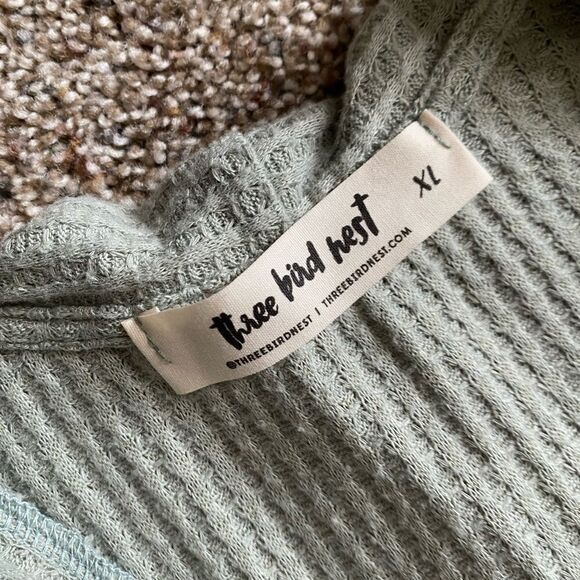 three bird nest
XL
@THREEBIRDNEST | THREEBIRDNEST.COM